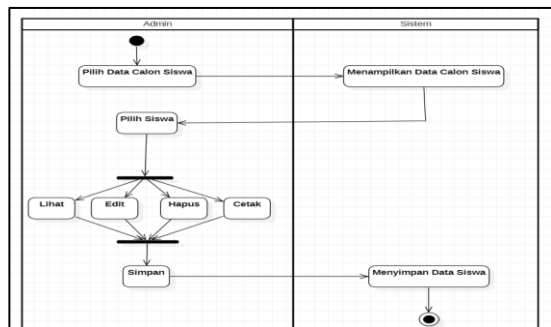 Admin
Sistem
Pilih Data Calon Siswa
Menampilkan Data Calon Siswa
Pilih Siswa
Lihat
Edit
Hapus
Cetak
Simpan
Menyimpan Data Siswa